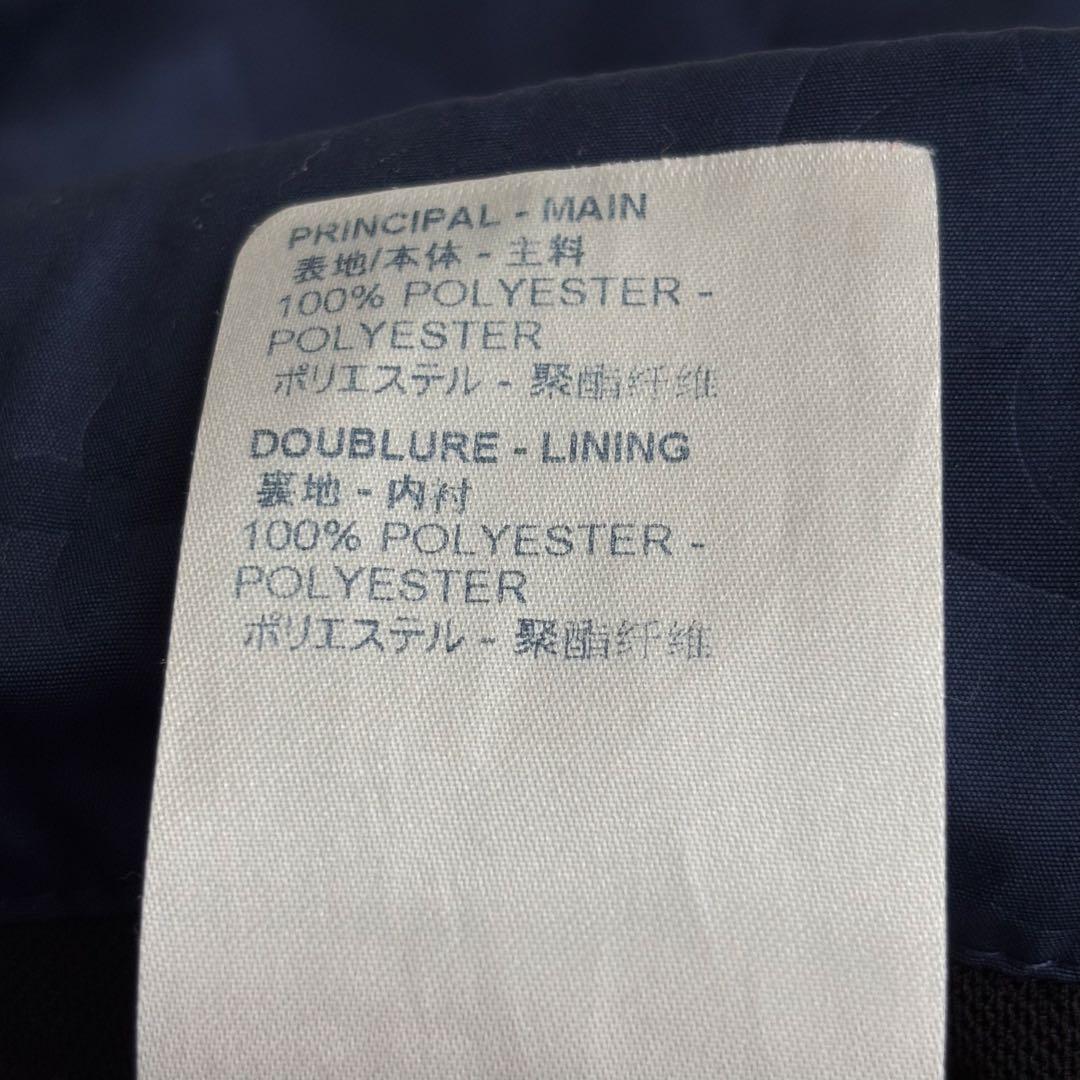 PRINCIPAL - MAIN
表地/本体 - 主料
100% POLYESTER -
POLYESTER
ポリエステル - 聚酯纤维
DOUBLURE - LINING
裏地 - 内衬
100% POLYESTER -
POLYESTER
ポリエステル - 聚酯纤维